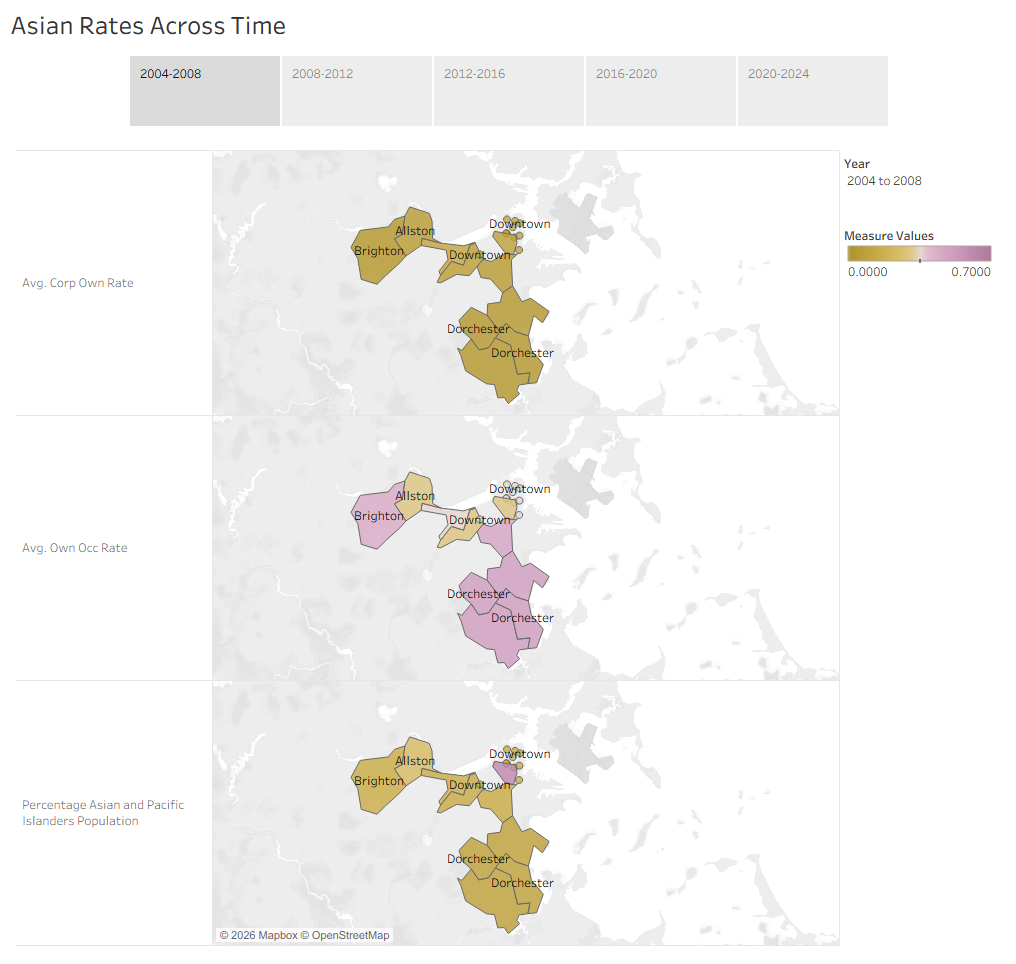 Asian Rates Across Time
2004-2008
2008-2012
2012-2016
2016-2020
2020-2024
Year
2004 to 2008
Measure Values
0.0000
0.7000
Avg. Corp Own Rate
Downtown
Allston
Brighton
Downtown
Dorchester
Dorchester
Avg. Own Occ Rate
Downtown
Allston
Brighton
Downtown
Dorchester
Dorchester
Percentage Asian and Pacific
Islanders Population
Downtown
Allston
Brighton
Downtown
Dorchester
Dorchester
© 2026 Mapbox © OpenStreetMap